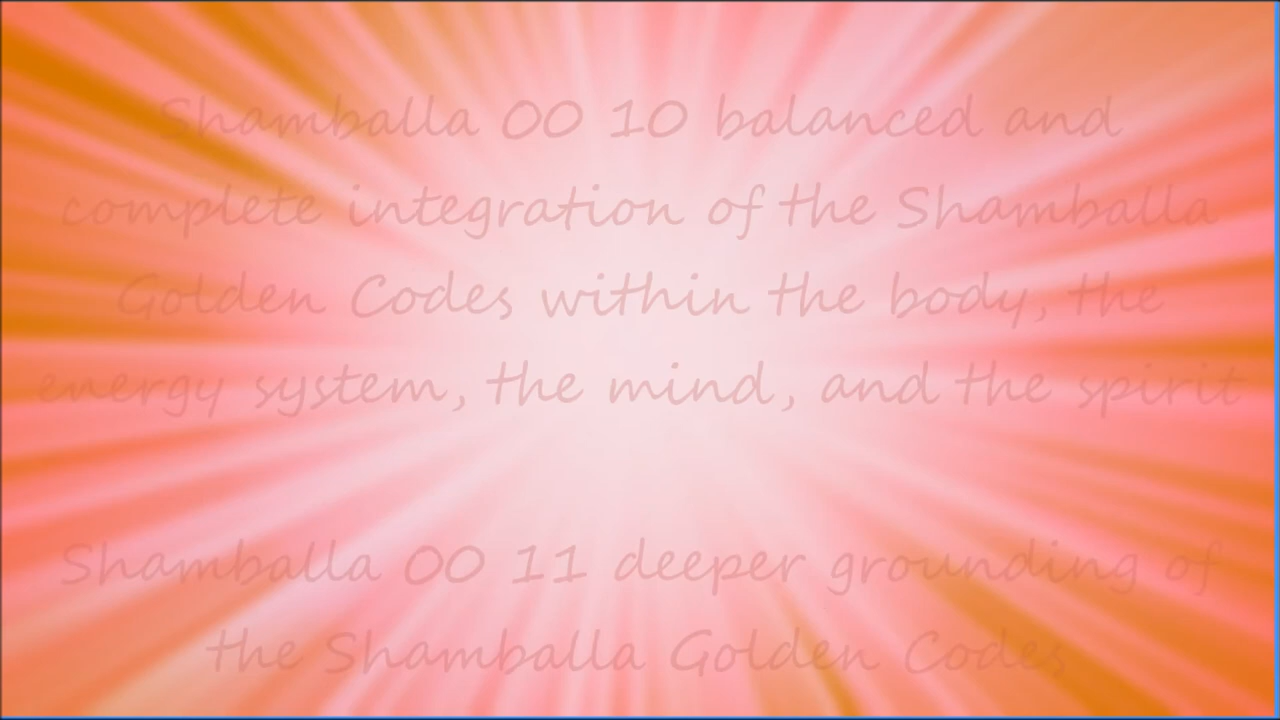 Shamballa 00 10 balanced and
complete integration of the Shamballa
Golden Codes within the body, the
energy system, the mind, and the spirit
Shamballa 00 11 deeper grounding of
the Shamballa Golden Codes